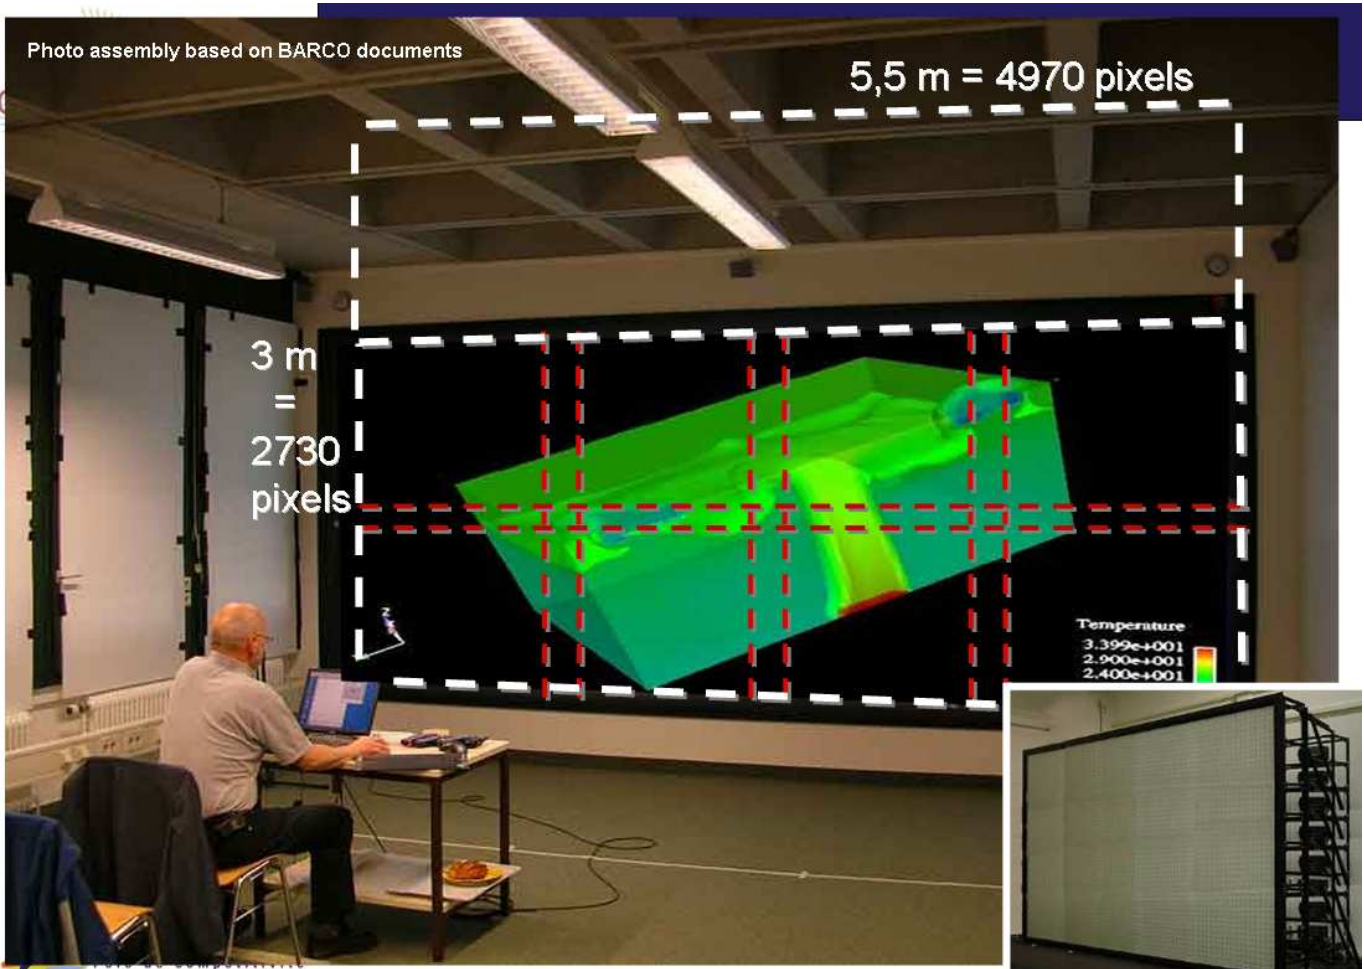 Photo assembly based on BARCO documents
5,5 m = 4970 pixels
3 m
=
2730
pixels
z
Temperature
3.399e+001
2.900e+001
2.400e+001